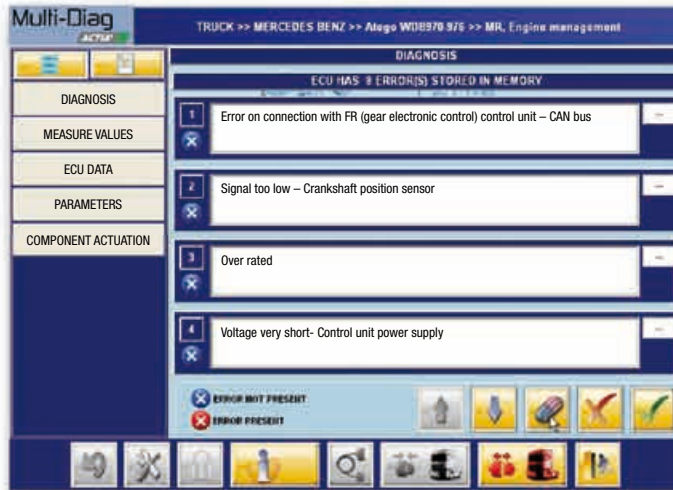 Multi-Diag
ACTIA
TRUCK >> MERCEDES BENZ >> Atego WDB970-976 >> MR, Engine management
DIAGNOSIS
ECU HAS 9 ERROR(S) STORED IN MEMORY
DIAGNOSIS
MEASURE VALUES
ECU DATA
PARAMETERS
COMPONENT ACTUATION
1
Error on connection with FR (gear electronic control) control unit – CAN bus
2
Signal too low – Crankshaft position sensor
3
Over rated
4
Voltage very short- Control unit power supply
ERROR NOT PRESENT
ERROR PRESENT